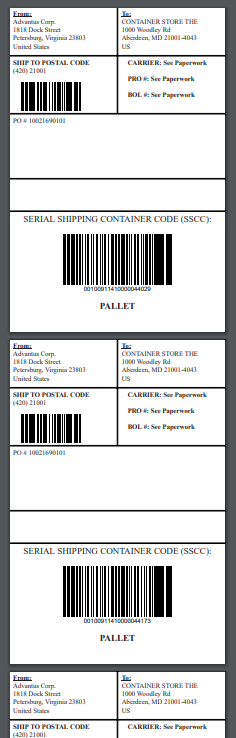 From:
Advantus Corp.
1818 Dock Street
Petersburg, Virginia 23803
United States
To:
CONTAINER STORE THE
1000 Woodley Rd
Aberdeen, MD 21001-4043
US
SHIP TO POSTAL CODE
(420) 21001
CARRIER: See Paperwork
PRO #: See Paperwork
BOL #: See Paperwork
PO # 10021690101
SERIAL SHIPPING CONTAINER CODE (SSCC):
00100911410000044029
PALLET
From:
Advantus Corp.
1818 Dock Street
Petersburg, Virginia 23803
United States
To:
CONTAINER STORE THE
1000 Woodley Rd
Aberdeen, MD 21001-4043
US
SHIP TO POSTAL CODE
(420) 21001
CARRIER: See Paperwork
PRO #: See Paperwork
BOL #: See Paperwork
PO # 10021690101
SERIAL SHIPPING CONTAINER CODE (SSCC):
00100911410000044173
PALLET
From:
Advantus Corp.
1818 Dock Street
Petersburg, Virginia 23803
United States
To:
CONTAINER STORE THE
1000 Woodley Rd
Aberdeen, MD 21001-4043
US
SHIP TO POSTAL CODE
(420) 21001
CARRIER: See Paperwork